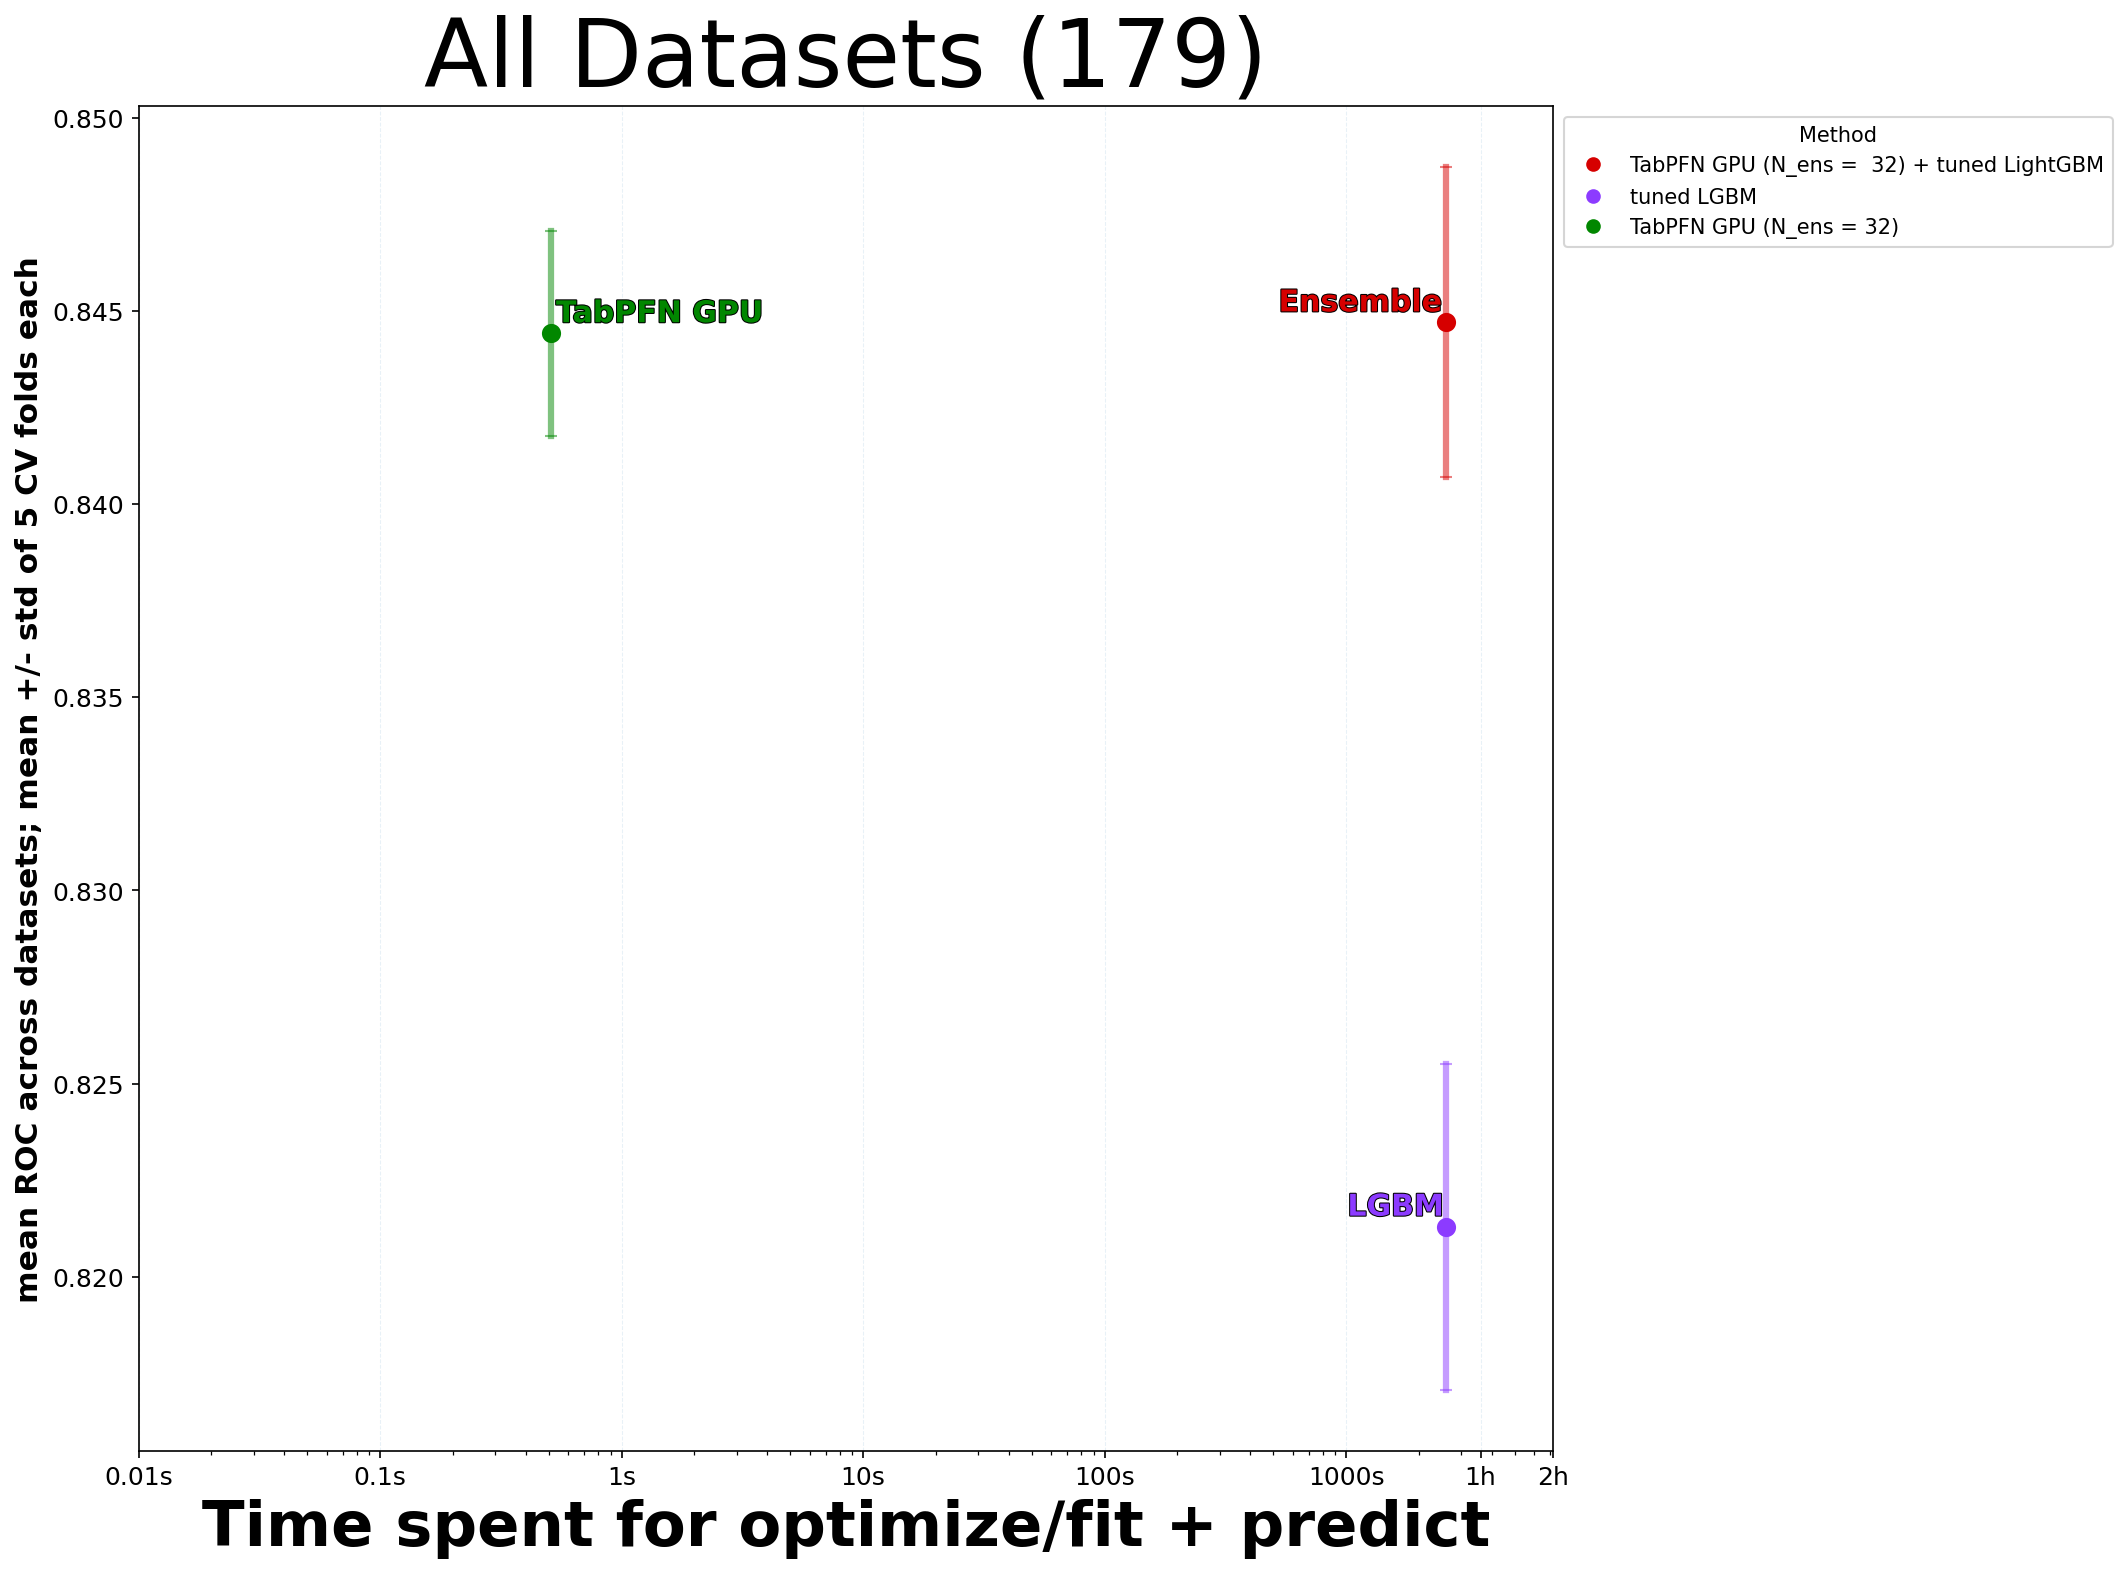 All Datasets (179)
mean ROC across datasets; mean +/- std of 5 CV folds each
0.850
0.845
0.840
0.835
0.830
0.825
0.820
TabPFN GPU
Ensemble
LGBM
Method
TabPFN GPU (N_ens =  32) + tuned LightGBM
tuned LGBM
TabPFN GPU (N_ens = 32)
0.01s 0.1s 1s 10s 100s 1000s 1h 2h
Time spent for optimize/fit + predict